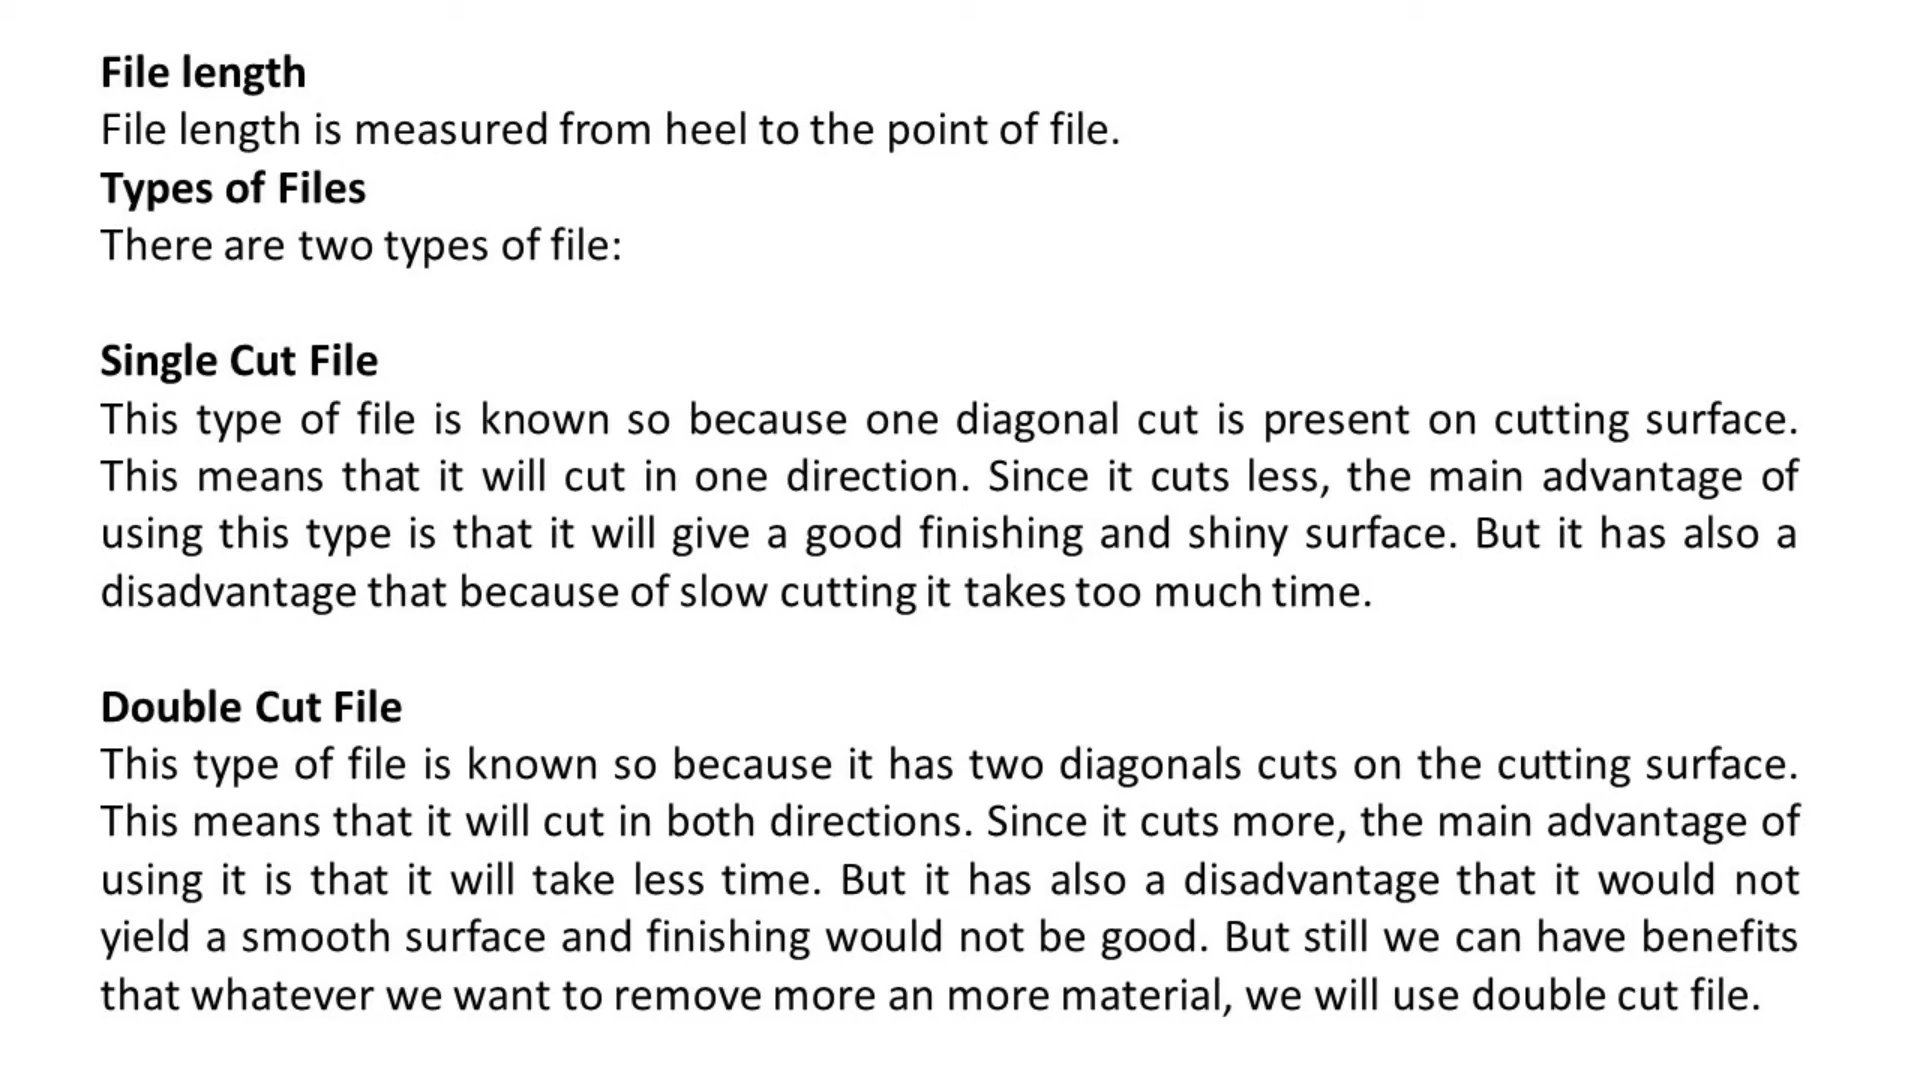 File length
File length is measured from heel to the point of file.
Types of Files
There are two types of file:
Single Cut File
This type of file is known so because one diagonal cut is present on cutting surface.
This means that it will cut in one direction. Since it cuts less, the main advantage of
using this type is that it will give a good finishing and shiny surface. But it has also a
disadvantage that because of slow cutting it takes too much time.
Double Cut File
This type of file is known so because it has two diagonals cuts on the cutting surface.
This means that it will cut in both directions. Since it cuts more, the main advantage of
using it is that it will take less time. But it has also a disadvantage that it would not
yield a smooth surface and finishing would not be good. But still we can have benefits
that whatever we want to remove more an more material, we will use double cut file.